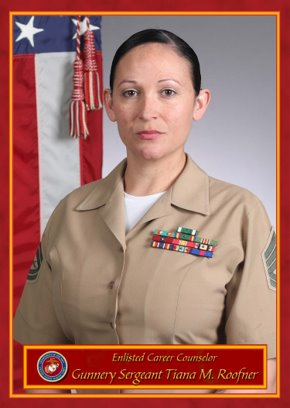 Enlisted Career Counselor
Gunnery Sergeant Tiana M. Roofner